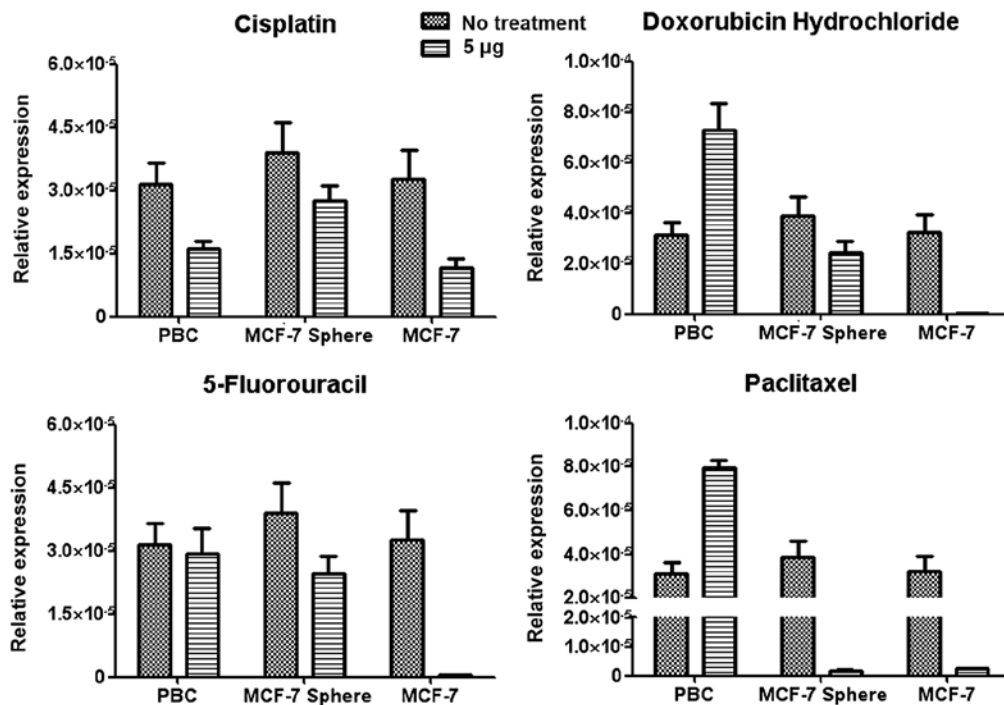 Cisplatin
No treatment
5 µg
Doxorubicin Hydrochloride
Relative expression
6.0×10-5
4.5×10-5
3.0×10-5
1.5×10-5
0
PBC MCF-7 Sphere MCF-7
Relative expression
1.0×10-4
8.0×10-5
6.0×10-5
4.0×10-5
2.0×10-5
0
PBC MCF-7 Sphere MCF-7
5-Fluorouracil
Relative expression
6.0×10-5
4.5×10-5
3.0×10-5
1.5×10-5
0
PBC MCF-7 Sphere MCF-7
Paclitaxel
Relative expression
1.0×10-4
8.0×10-5
6.0×10-5
4.0×10-5
2.0×10-5
2.0×10-5
1.0×10-5
0
PBC MCF-7 Sphere MCF-7